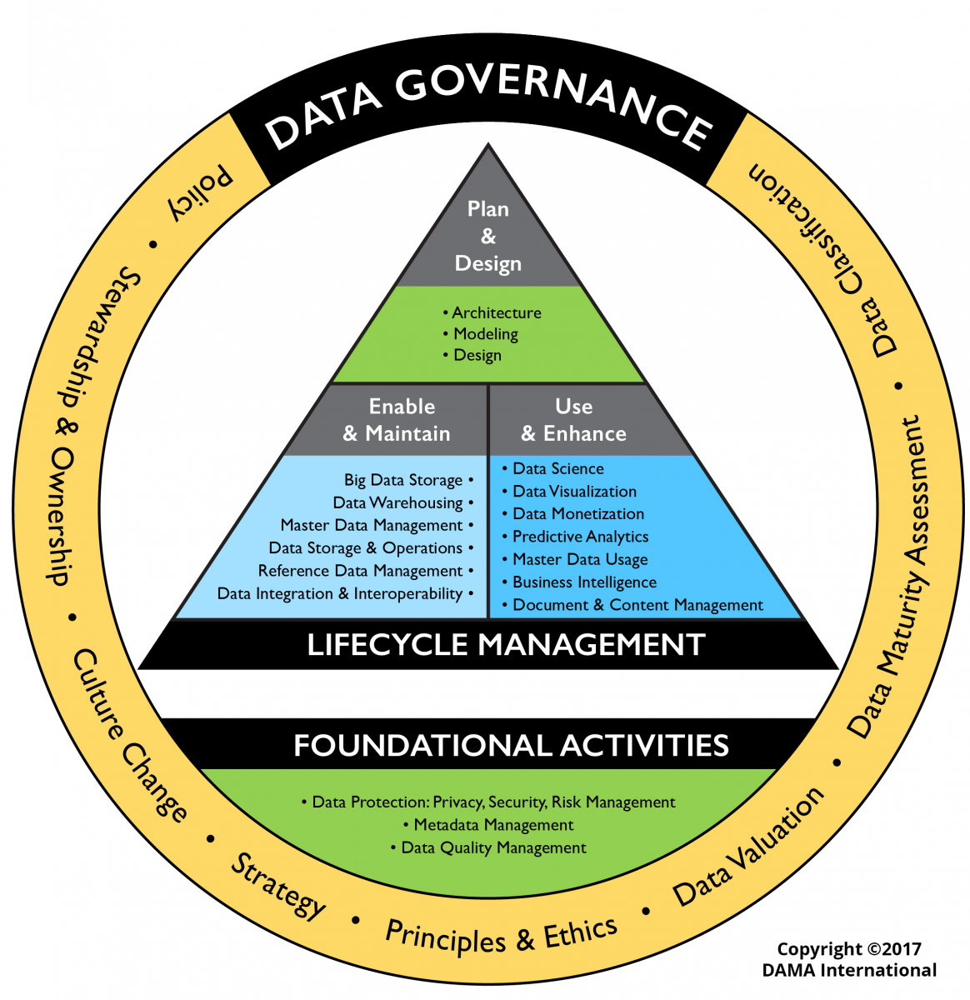 DATA GOVERNANCE
Policy • Stewardship & Ownership • Culture Change • Strategy • Principles & Ethics • Data Valuation • Data Maturity Assessment • Data Classification
Plan
&
Design
• Architecture
• Modeling
• Design
Enable
& Maintain
Big Data Storage •
Data Warehousing •
Master Data Management •
Data Storage & Operations •
Reference Data Management •
Data Integration & Interoperability •
Use
& Enhance
• Data Science
• Data Visualization
• Data Monetization
• Predictive Analytics
• Master Data Usage
• Business Intelligence
• Document & Content Management
LIFECYCLE MANAGEMENT
FOUNDATIONAL ACTIVITIES
• Data Protection: Privacy, Security, Risk Management
• Metadata Management
• Data Quality Management
Copyright ©2017
DAMA International